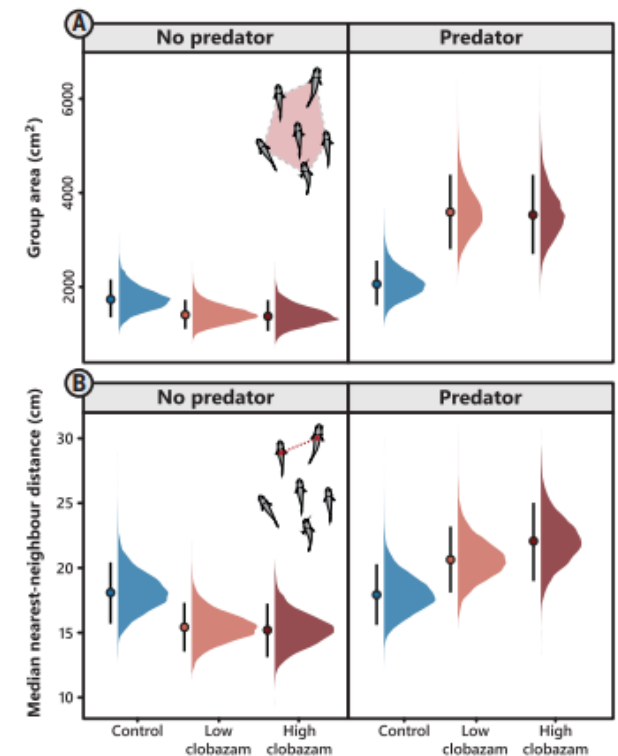 A
No predator
Predator
Group area (cm²)
6000
4000
2000
B
No predator
Predator
Median nearest-neighbour distance (cm)
30
25
20
15
10
Control
Low clobazam
High clobazam
Control
Low clobazam
High clobazam